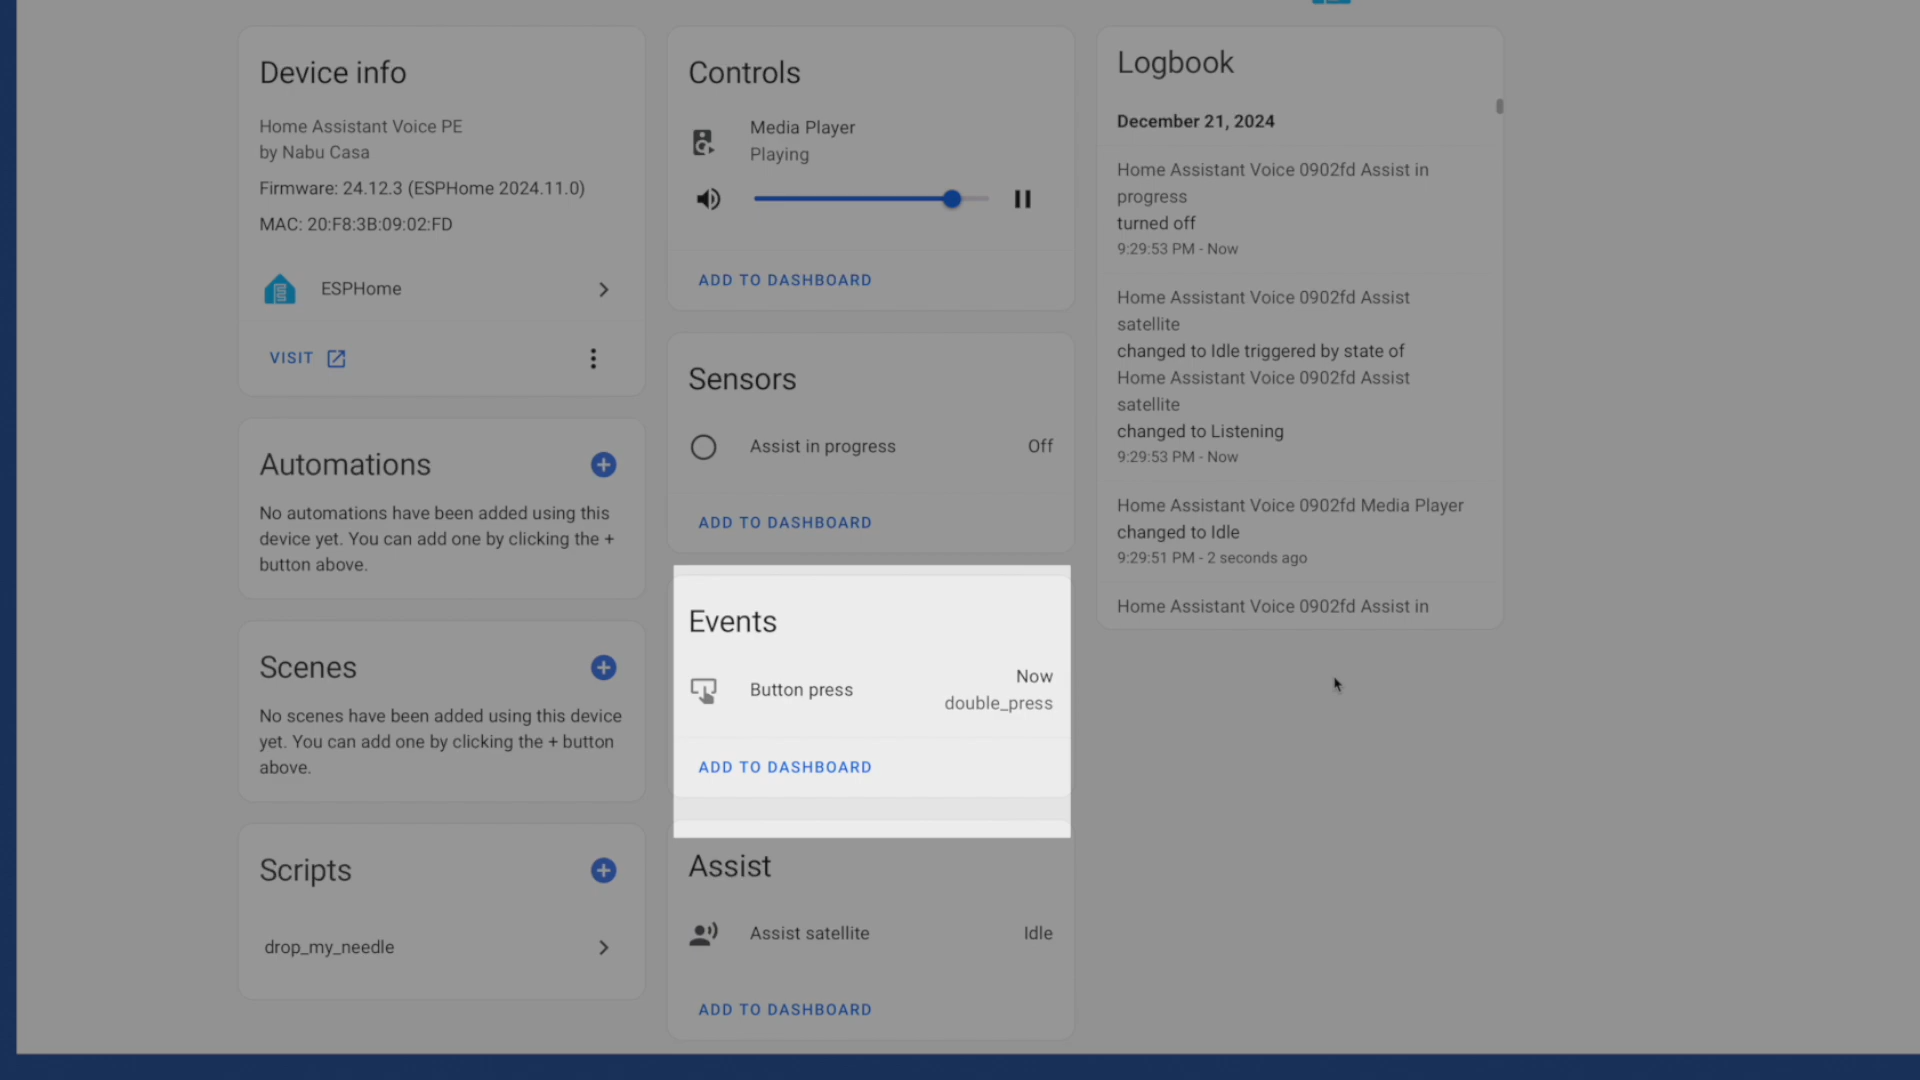 Device info
Home Assistant Voice PE
by Nabu Casa
Firmware: 24.12.3 (ESPHome 2024.11.0)
MAC: 20:F8:3B:09:02:FD
ESPHome
VISIT
Automations
No automations have been added using this
device yet. You can add one by clicking the +
button above.
Scenes
No scenes have been added using this device
yet. You can add one by clicking the + button
above.
Scripts
drop_my_needle
Controls
Media Player
Playing
ADD TO DASHBOARD
Sensors
Assist in progress Off
ADD TO DASHBOARD
Events
Button press Now
double_press
ADD TO DASHBOARD
Assist
Assist satellite Idle
ADD TO DASHBOARD
Logbook
December 21, 2024
Home Assistant Voice 0902fd Assist in
progress
turned off
9:29:53 PM - Now
Home Assistant Voice 0902fd Assist
satellite
changed to Idle triggered by state of
Home Assistant Voice 0902fd Assist
satellite
changed to Listening
9:29:53 PM - Now
Home Assistant Voice 0902fd Media Player
changed to Idle
9:29:51 PM - 2 seconds ago
Home Assistant Voice 0902fd Assist in